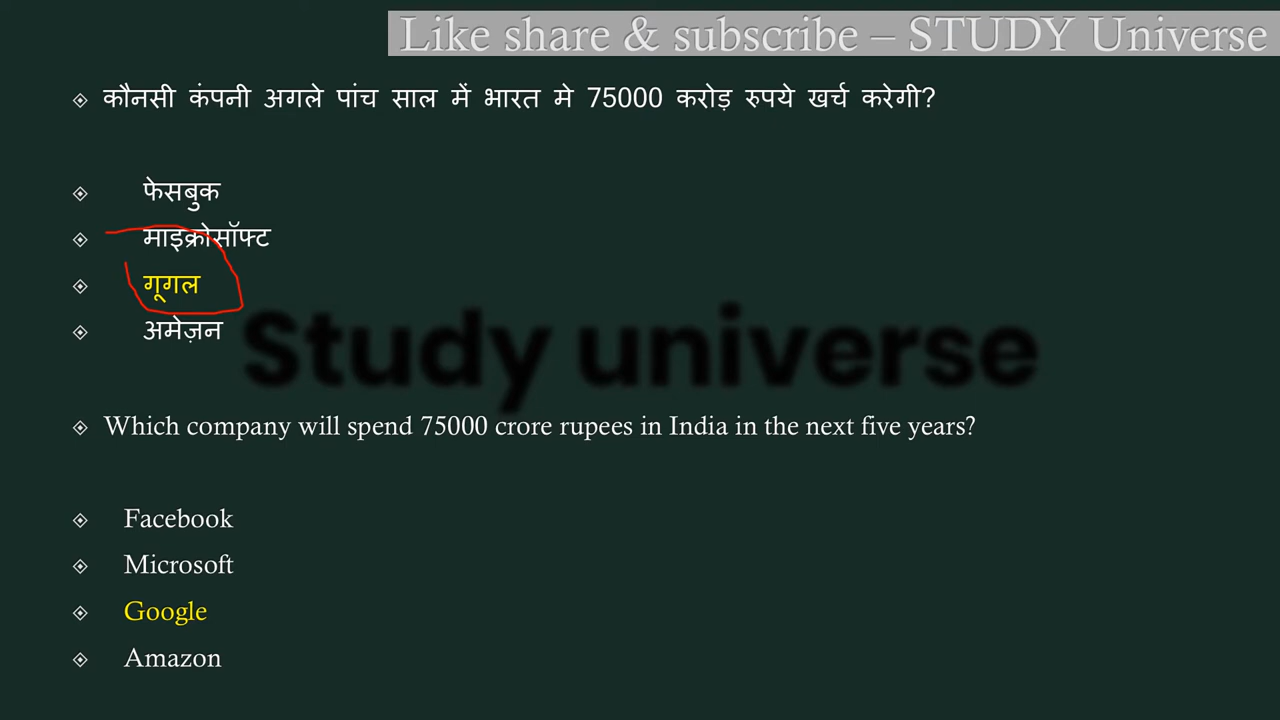 Like share & subscribe – STUDY Universe
कौनसी कंपनी अगले पांच साल में भारत मे 75000 करोड़ रुपये खर्च करेगी?
फेसबुक
माइक्रोसॉफ्ट
गूगल
अमेज़न
Study universe
Which company will spend 75000 crore rupees in India in the next five years?
Facebook
Microsoft
Google
Amazon